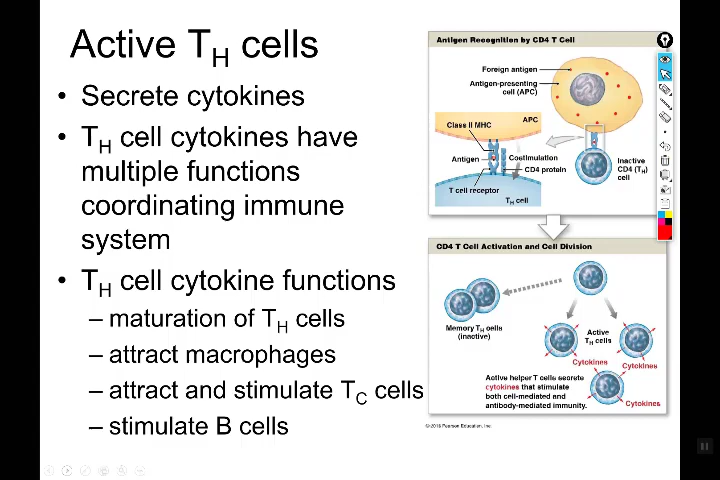 Active TH cells
• Secrete cytokines
• TH cell cytokines have
multiple functions
coordinating immune
system
• TH cell cytokine functions
– maturation of TH cells
– attract macrophages
– attract and stimulate TC cells
– stimulate B cells
Antigen Recognition by CD4 T Cell
Foreign antigen
Antigen-presenting
cell (APC)
Class II MHC
APC
Antigen
Costimulation
CD4 protein
T cell receptor
TH cell
Inactive
CD4 (TH)
cell
CD4 T Cell Activation and Cell Division
Memory TH cells
(inactive)
Active
TH cells
Cytokines
Cytokines
Active helper T cells secrete
cytokines that stimulate
both cell-mediated and
antibody-mediated immunity.
Cytokines
© 2018 Pearson Education, Inc.